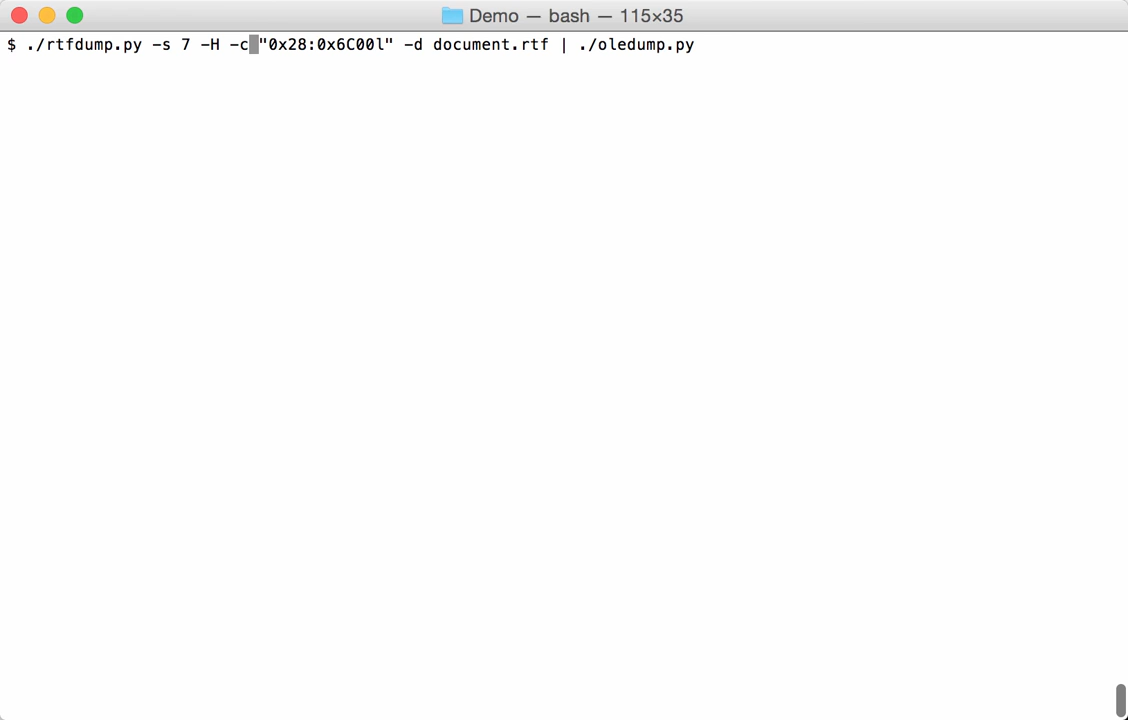 Demo — bash — 115×35
$ ./rtfdump.py -s 7 -H -c "0x28:0x6C00l" -d document.rtf | ./oledump.py